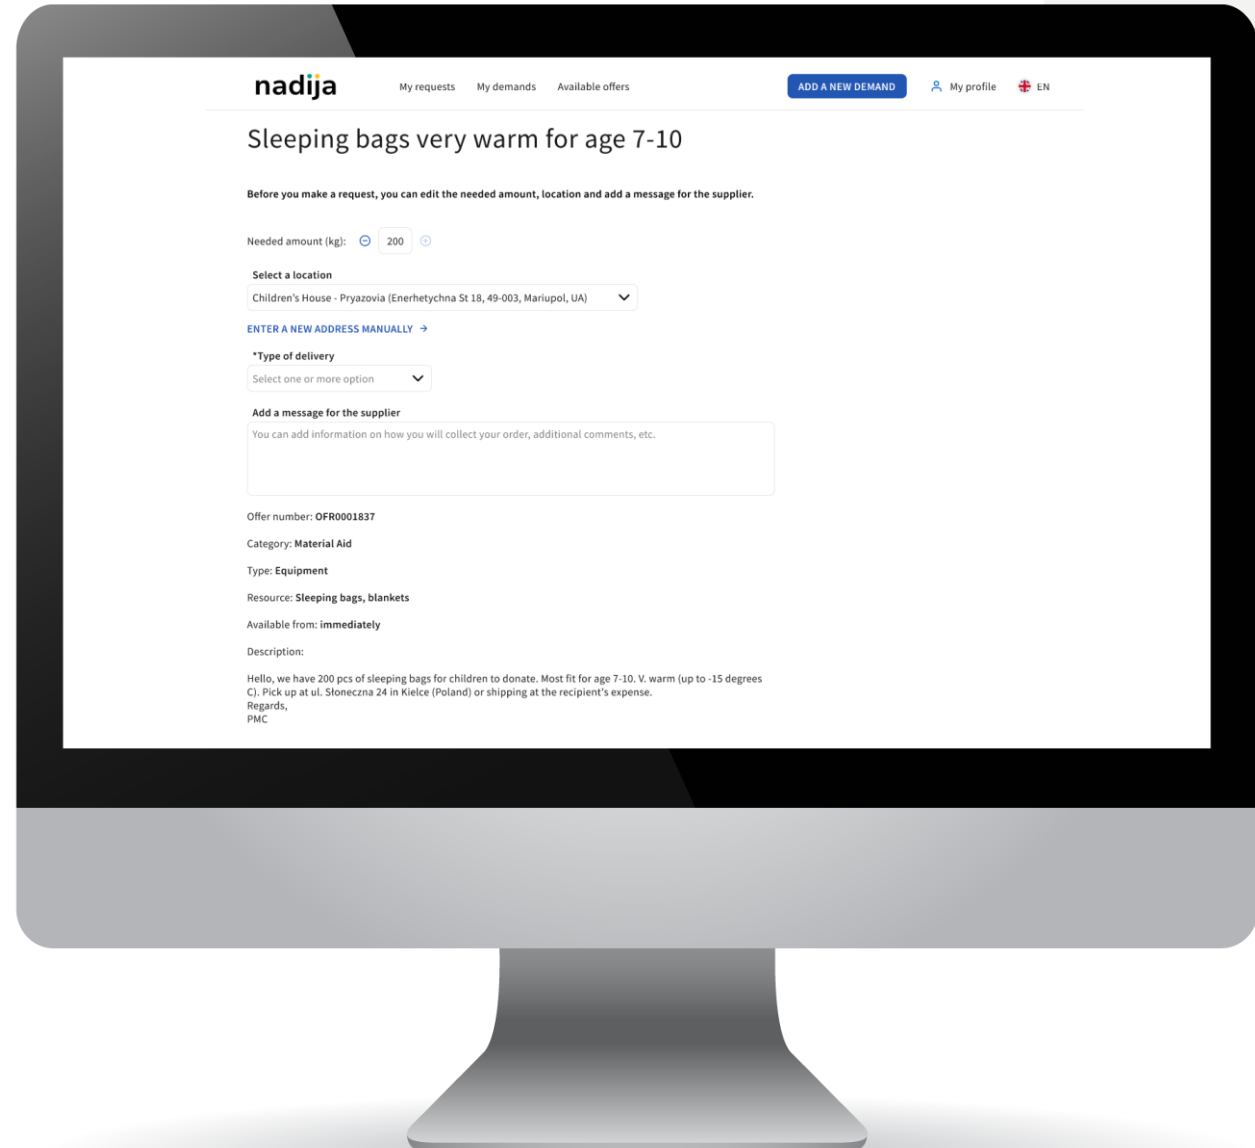 nadija
My requests
My demands
Available offers
ADD A NEW DEMAND
My profile
EN
Sleeping bags very warm for age 7-10
Before you make a request, you can edit the needed amount, location and add a message for the supplier.
Needed amount (kg): 200
Select a location
Children's House - Pryazovia (Enerhetychna St 18, 49-003, Mariupol, UA)
ENTER A NEW ADDRESS MANUALLY →
*Type of delivery
Select one or more option
Add a message for the supplier
You can add information on how you will collect your order, additional comments, etc.
Offer number: OFR0001837
Category: Material Aid
Type: Equipment
Resource: Sleeping bags, blankets
Available from: immediately
Description:
Hello, we have 200 pcs of sleeping bags for children to donate. Most fit for age 7-10. V. warm (up to -15 degrees
C). Pick up at ul. Słoneczna 24 in Kielce (Poland) or shipping at the recipient's expense.
Regards,
PMC